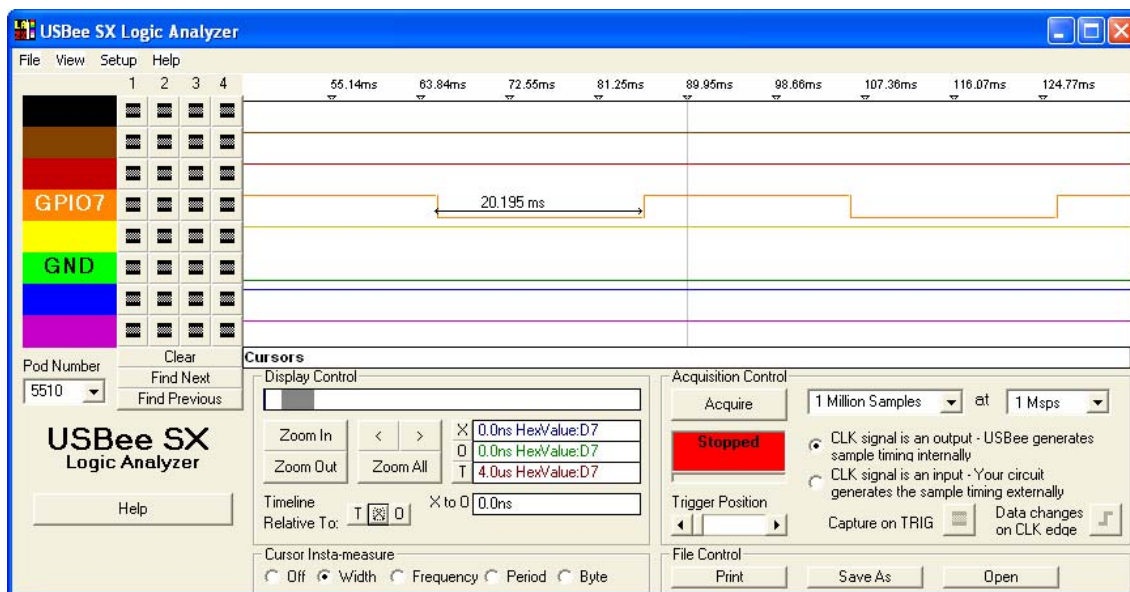 USBee SX Logic Analyzer
File View Setup Help
1 2 3 4
55.14ms 63.84ms 72.55ms 81.25ms 89.95ms 98.66ms 107.36ms 116.07ms 124.77ms
GPIO7
20.195 ms
GND
Cursors
Pod Number
5510
Clear
Find Next
Find Previous
USBee SX
Logic Analyzer
Help
Display Control
Zoom In < >
Zoom Out Zoom All
X 0.0ns HexValue:D7
O 0.0ns HexValue:D7
T 4.0us HexValue:D7
Timeline
Relative To: T X O
X to O 0.0ns
Cursor Insta-measure
Off Width Frequency Period Byte
Acquisition Control
Acquire 1 Million Samples at 1 Msps
Stopped
CLK signal is an output - USBee generates
sample timing internally
CLK signal is an input - Your circuit
generates the sample timing externally
Trigger Position
Capture on TRIG
Data changes
on CLK edge
File Control
Print Save As Open